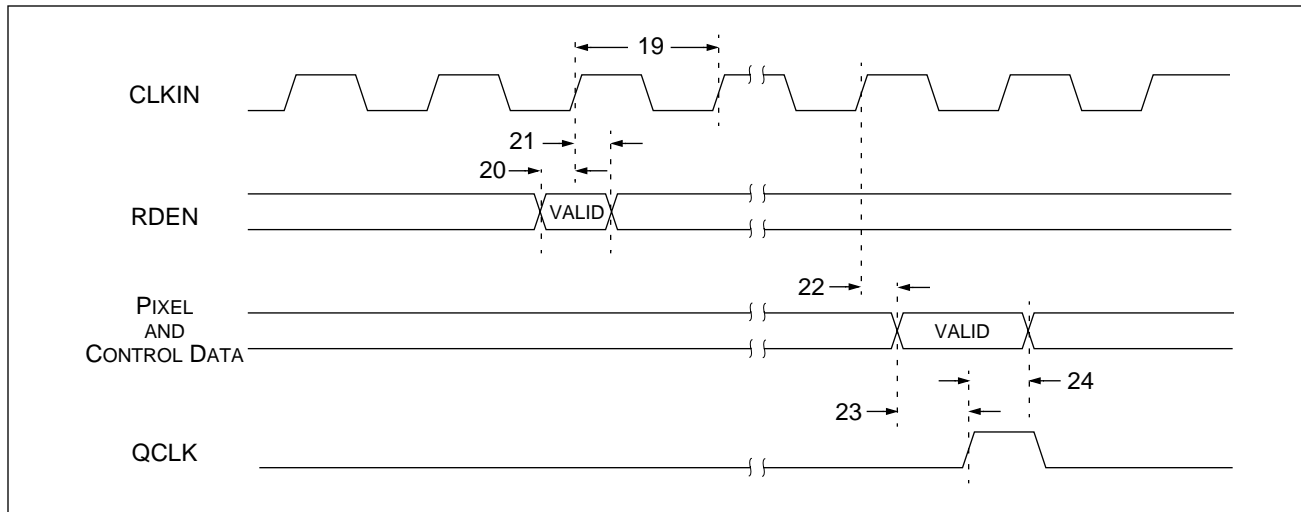 19
CLKIN
21
20
RDEN
VALID
22
PIXEL
AND
CONTROL DATA
VALID
24
23
QCLK